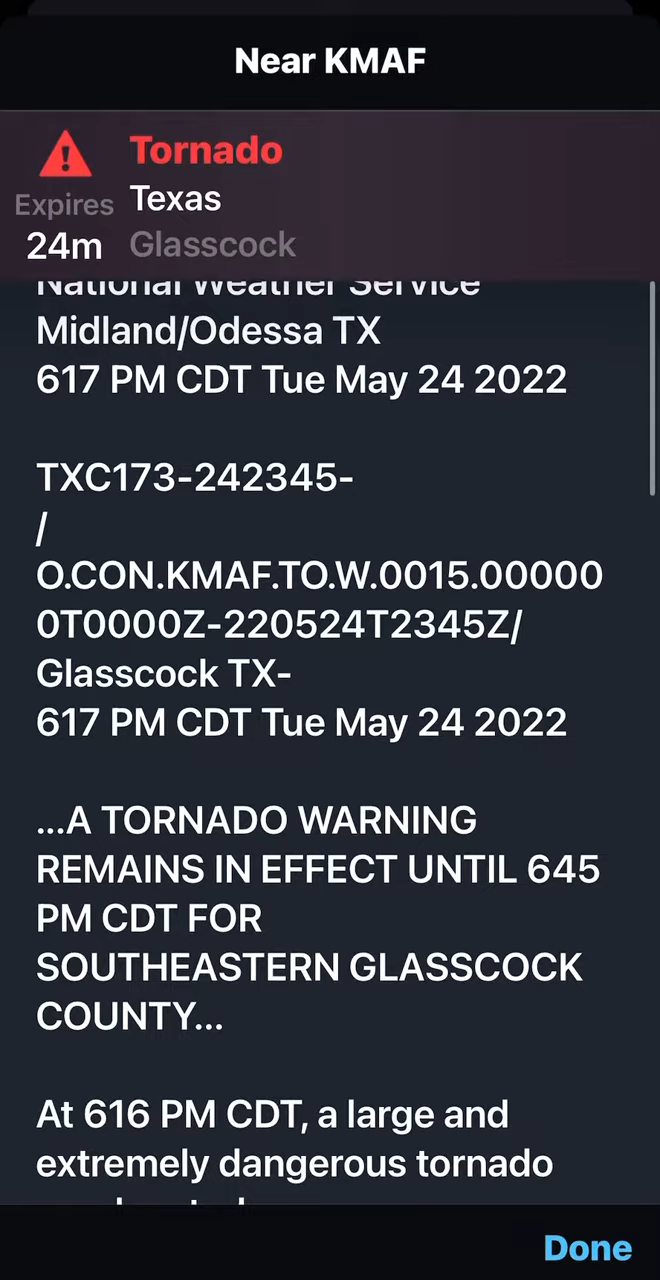 Near KMAF
Tornado
Expires
Texas
24m
Glasscock
National Weather Service
Midland/Odessa TX
617 PM CDT Tue May 24 2022
TXC173-242345-
/
O.CON.KMAF.TO.W.0015.00000
0T0000Z-220524T2345Z/
Glasscock TX-
617 PM CDT Tue May 24 2022
...A TORNADO WARNING
REMAINS IN EFFECT UNTIL 645
PM CDT FOR
SOUTHEASTERN GLASSCOCK
COUNTY...
At 616 PM CDT, a large and
extremely dangerous tornado
Done